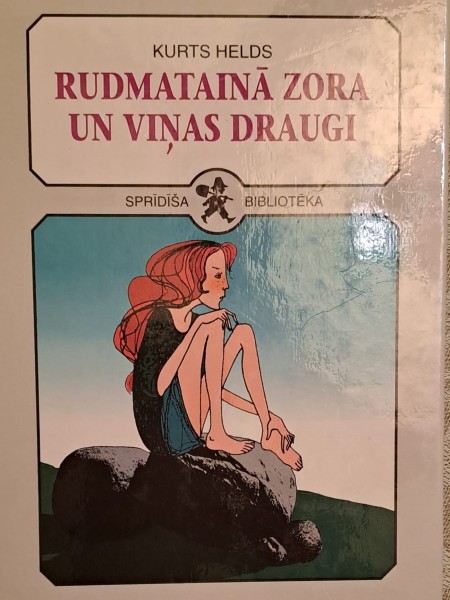 KURTS HELDS
RUDMATAINĀ ZORA
UN VIŅAS DRAUGI
SPRĪDĪŠA BIBLIOTĒKA